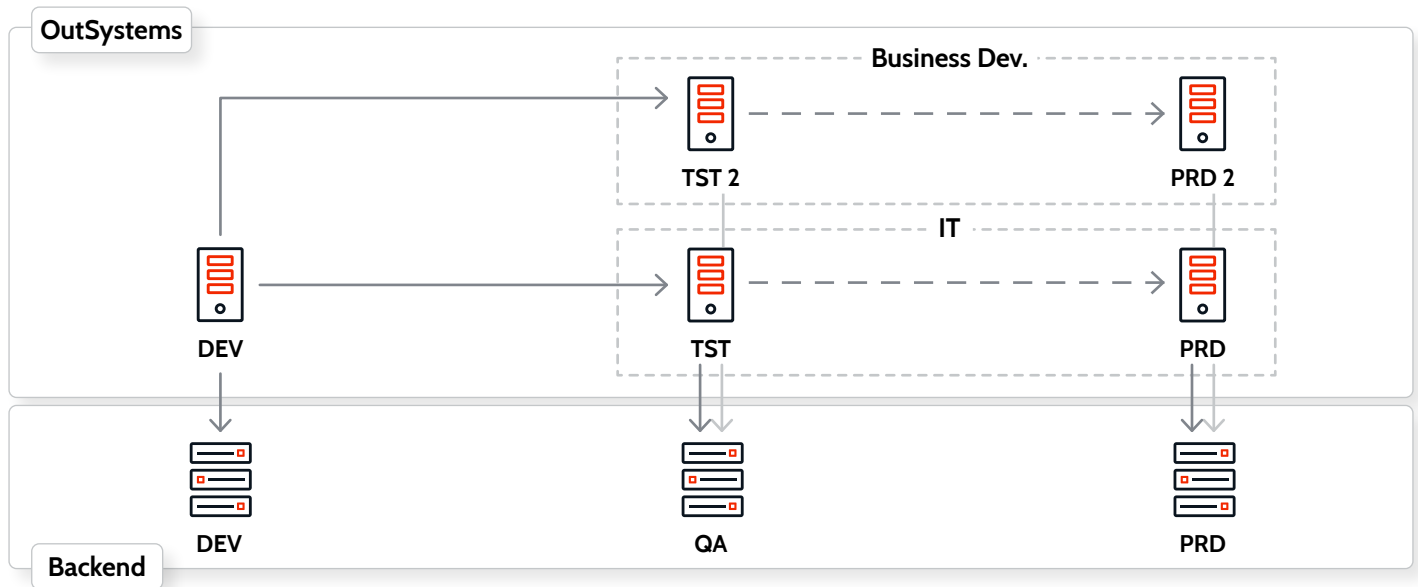 OutSystems
Business Dev.
TST 2
PRD 2
IT
DEV
TST
PRD
DEV
QA
PRD
Backend